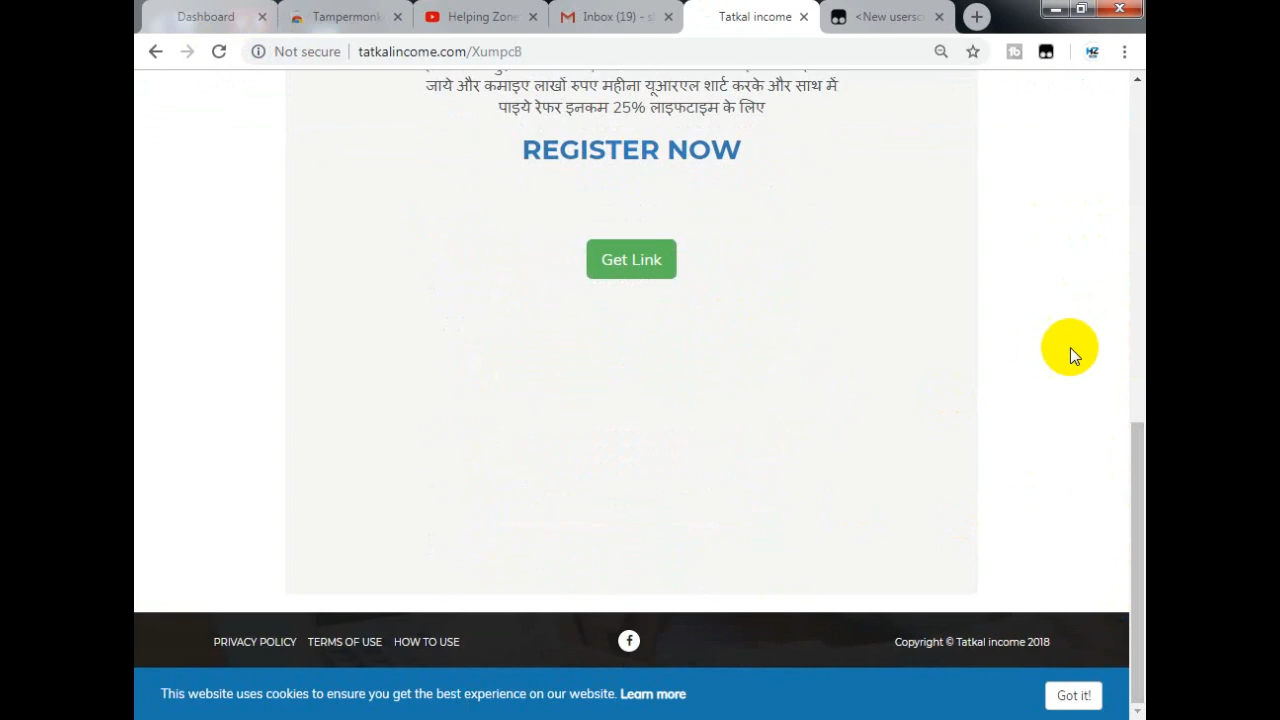 Dashboard
Tampermonk
Helping Zone
Inbox (19) - s
Tatkal income
<New usersc
Not secure
tatkalincome.com/XumpcB
जाये और कमाइए लाखों रुपए महीना यूआरएल शार्ट करके और साथ में
पाइये रेफर इनकम 25% लाइफटाइम के लिए
REGISTER NOW
Get Link
PRIVACY POLICY TERMS OF USE HOW TO USE
Copyright © Tatkal income 2018
This website uses cookies to ensure you get the best experience on our website. Learn more
Got it!